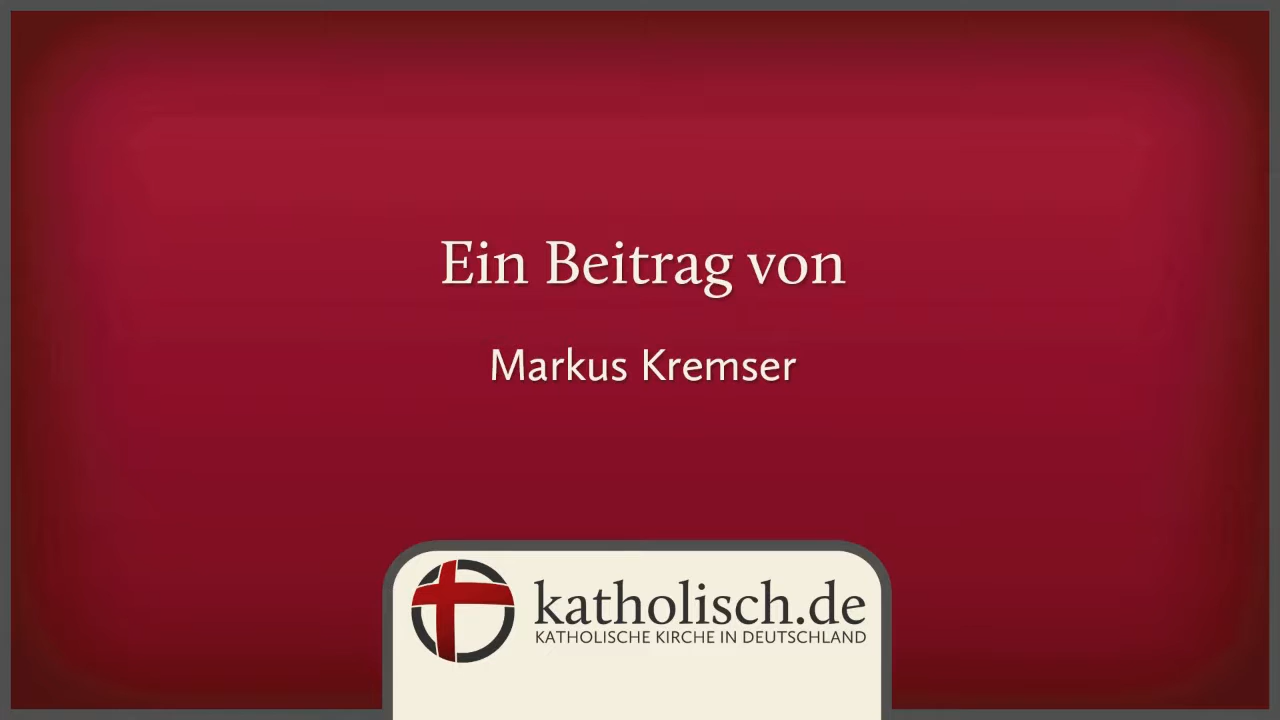 Ein Beitrag von
Markus Kremser
katholisch.de
KATHOLISCHE KIRCHE IN DEUTSCHLAND